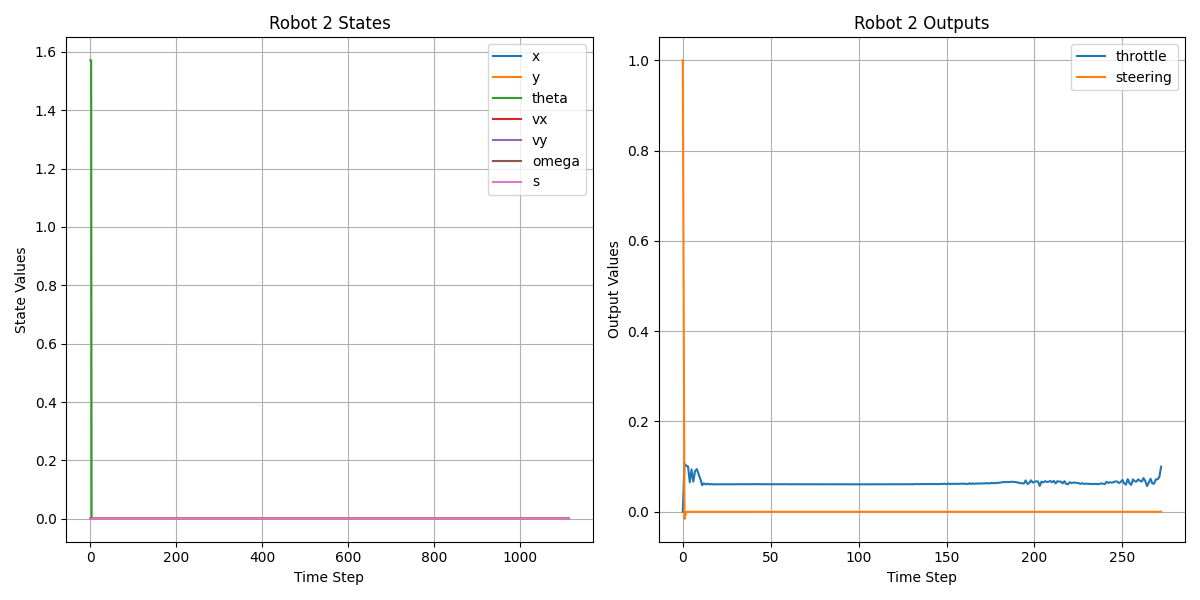 Robot 2 States
State Values
1.6
1.4
1.2
1.0
0.8
0.6
0.4
0.2
0.0
0
200
400
600
800
1000
Time Step
x
y
theta
vx
vy
omega
s
Robot 2 Outputs
Output Values
1.0
0.8
0.6
0.4
0.2
0.0
0
50
100
150
200
250
Time Step
throttle
steering